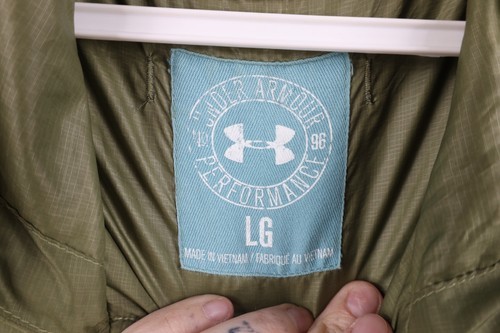 UNDER ARMOUR
19 96
PERFORMANCE
LG
MADE IN VIETNAM / FABRIQUÉ AU VIETNAM